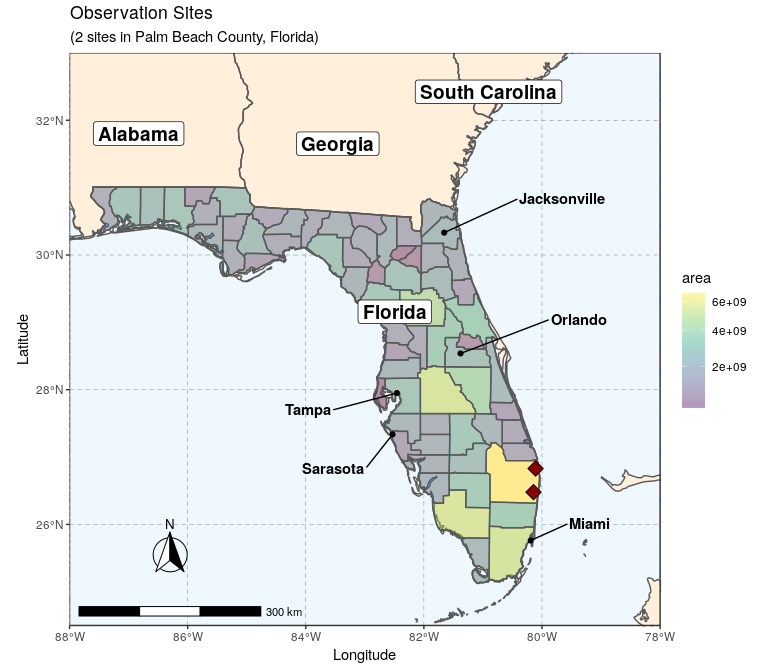 Observation Sites
(2 sites in Palm Beach County, Florida)
South Carolina
Alabama
Georgia
Jacksonville
Florida
Orlando
Tampa
Sarasota
Miami
N
300 km
32°N
30°N
28°N
26°N
88°W
86°W
84°W
82°W
80°W
78°W
Longitude
Latitude
area
6e+09
4e+09
2e+09